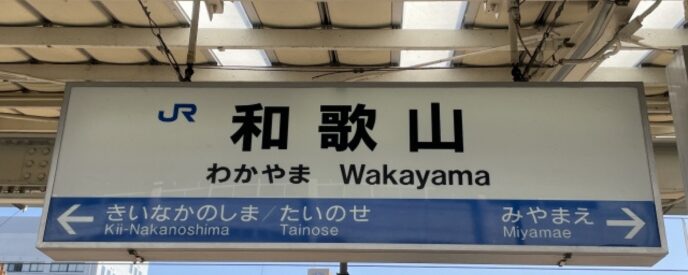 JR 和歌山
わかやま Wakayama
← きいなかのしま/たいのせ みやまえ →
Kii-Nakanoshima Tainose Miyamae